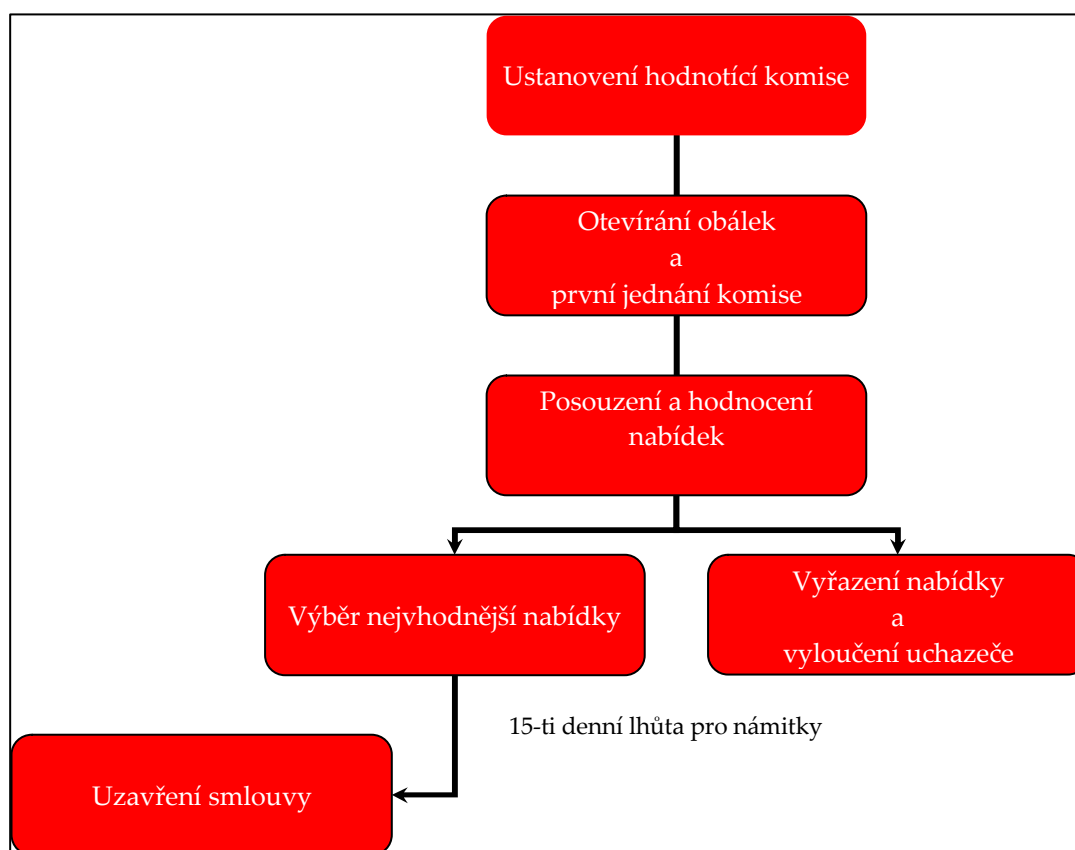 Ustanovení hodnotící komise
Otevírání obálek
a
první jednání komise
Posouzení a hodnocení
nabídek
Výběr nejvhodnější nabídky
Vyřazení nabídky
a
vyloučení uchazeče
15-ti denní lhůta pro námitky
Uzavření smlouvy